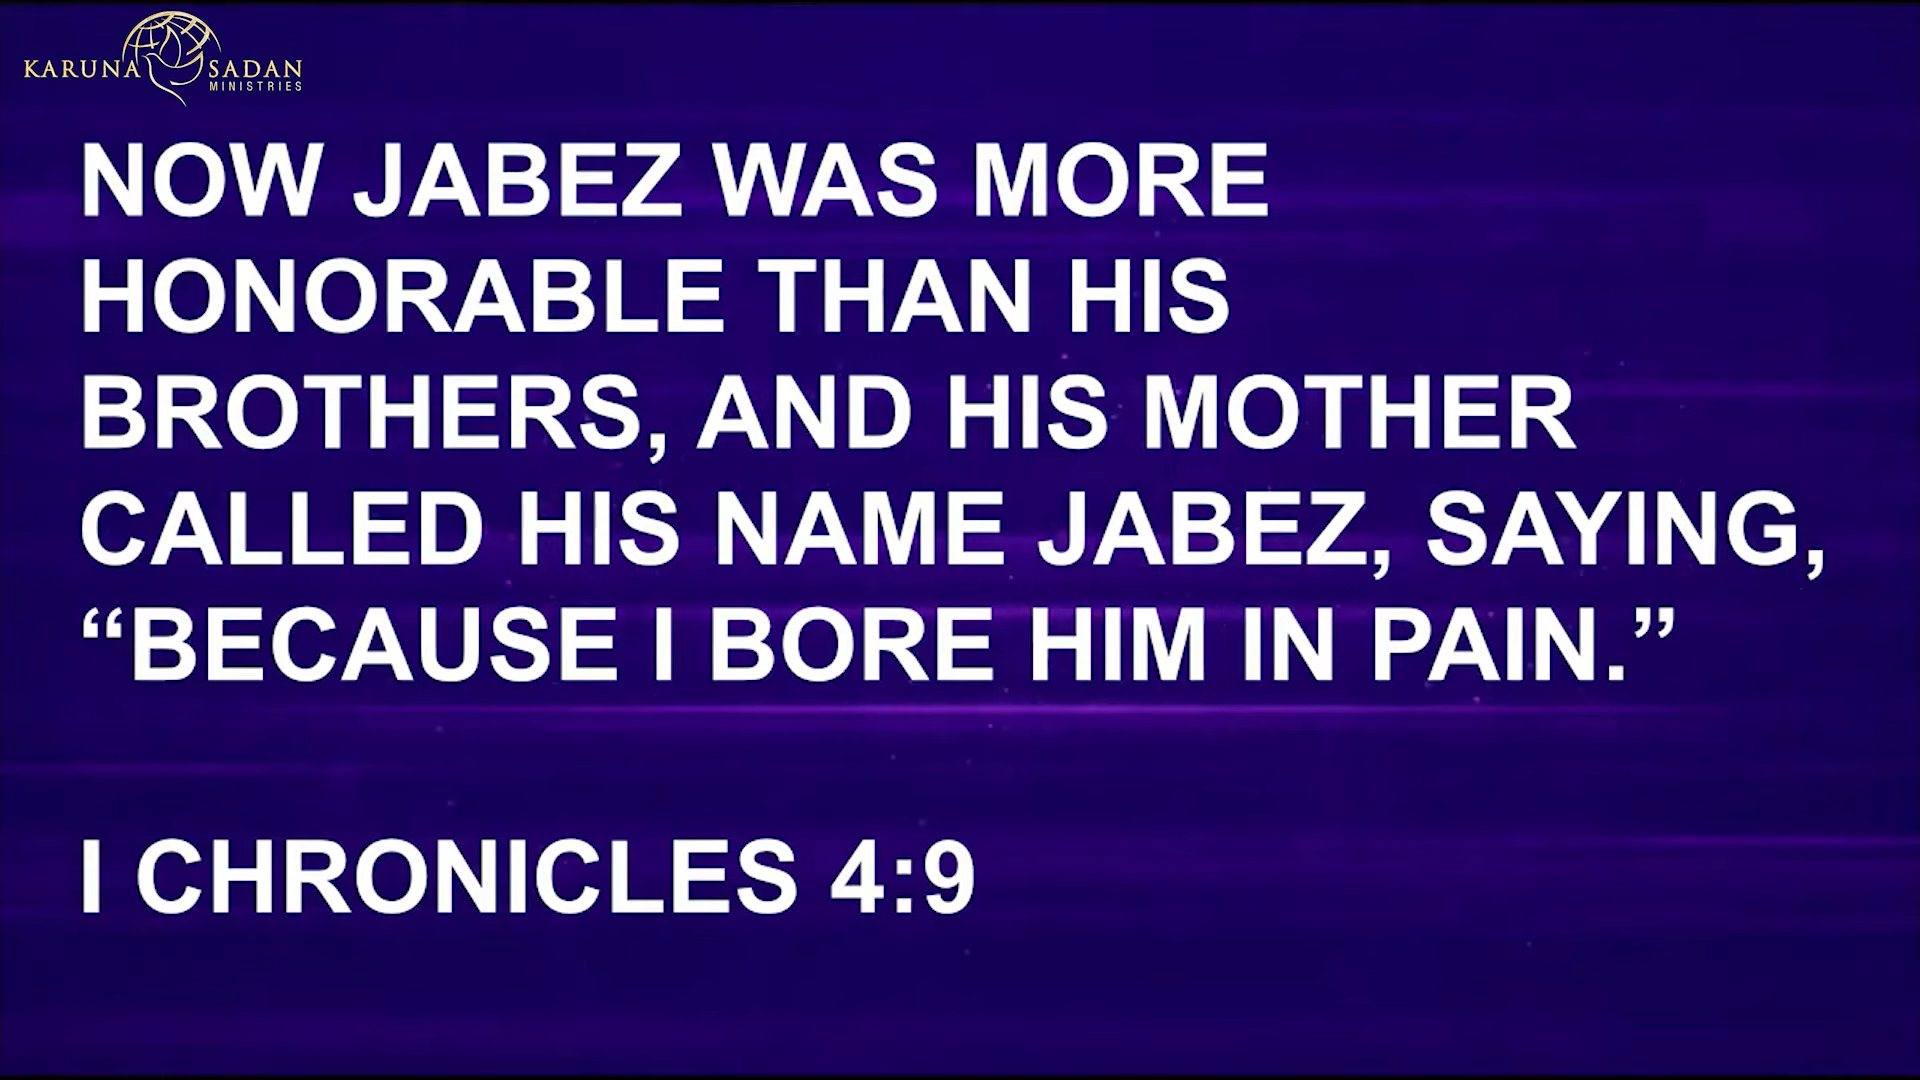 KARUNA SADAN
MINISTRIES
NOW JABEZ WAS MORE
HONORABLE THAN HIS
BROTHERS, AND HIS MOTHER
CALLED HIS NAME JABEZ, SAYING,
“BECAUSE I BORE HIM IN PAIN.”
I CHRONICLES 4:9